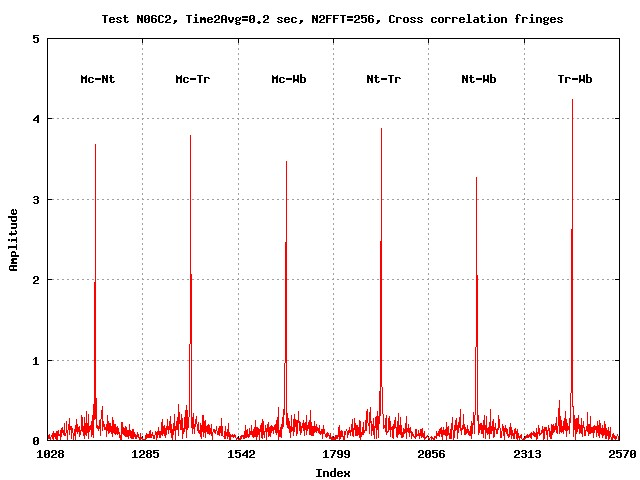 Test N06C2, Time2Avg=0.2 sec, N2FFT=256, Cross correlation fringes
5
Mc-Nt Mc-Tr Mc-Wb Nt-Tr Nt-Wb Tr-Wb
4
3
Amplitude
2
1
0
1028 1285 1542 1799 2056 2313 2570
Index